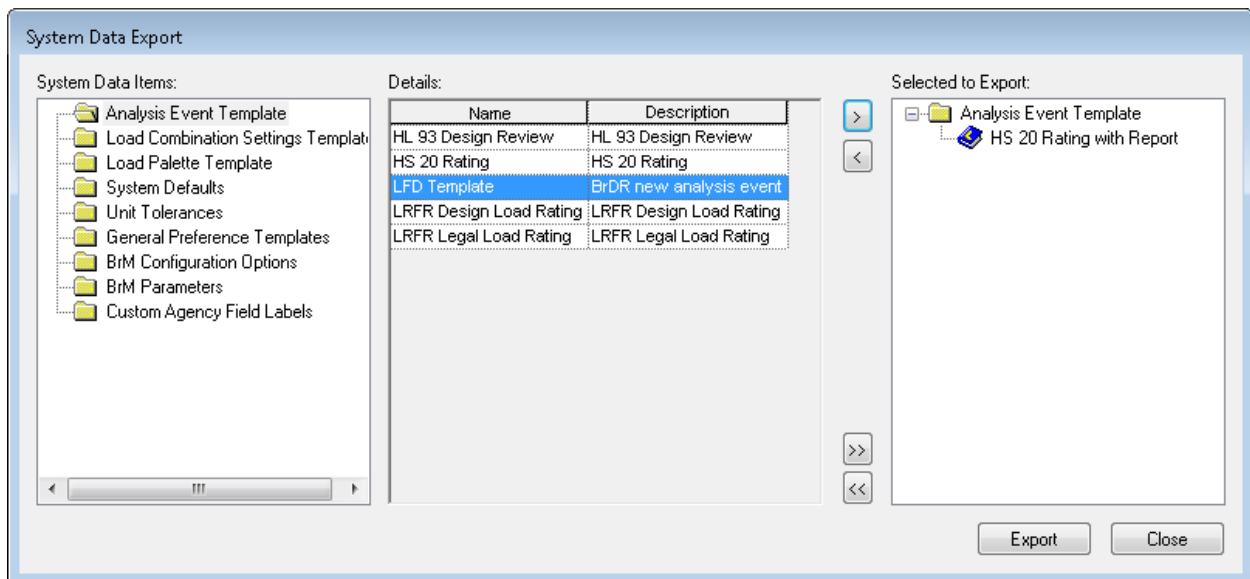 System Data Export
System Data Items:
Analysis Event Template
Load Combination Settings Templat
Load Palette Template
System Defaults
Unit Tolerances
General Preference Templates
BrM Configuration Options
BrM Parameters
Custom Agency Field Labels
Details:
Name Description
HL 93 Design Review HL 93 Design Review
HS 20 Rating HS 20 Rating
LFD Template BrDR new analysis event
LRFR Design Load Rating LRFR Design Load Rating
LRFR Legal Load Rating LRFR Legal Load Rating
>
<
>>
<<
Selected to Export:
Analysis Event Template
HS 20 Rating with Report
Export Close